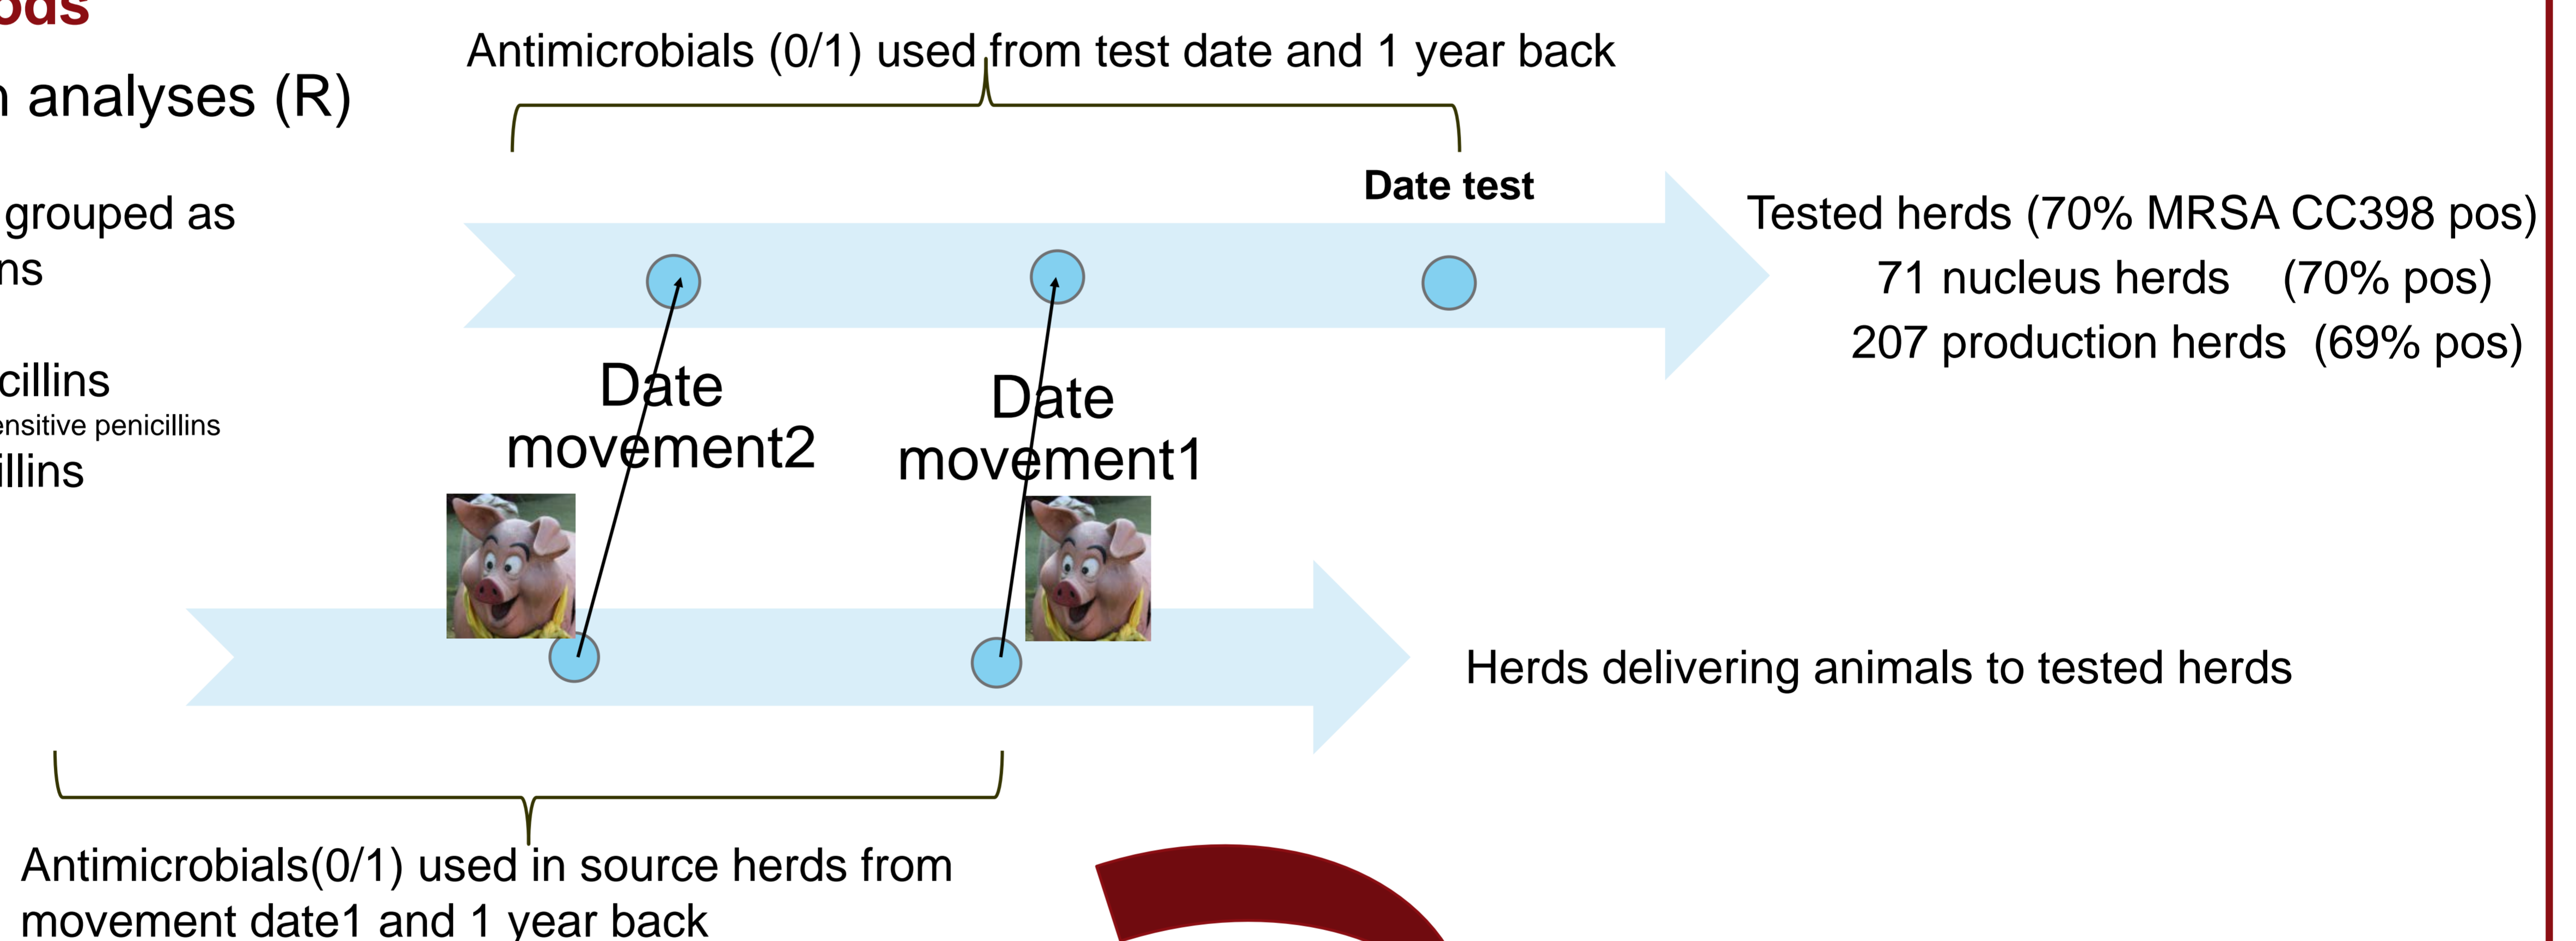 ods
n analyses (R)
grouped as
ns
cillins
ensitive penicillins
illins
Antimicrobials (0/1) used from test date and 1 year back
Date test
Tested herds (70% MRSA CC398 pos)
71 nucleus herds (70% pos)
207 production herds (69% pos)
Date
movement2
Date
movement1
Herds delivering animals to tested herds
Antimicrobials(0/1) used in source herds from
movement date1 and 1 year back